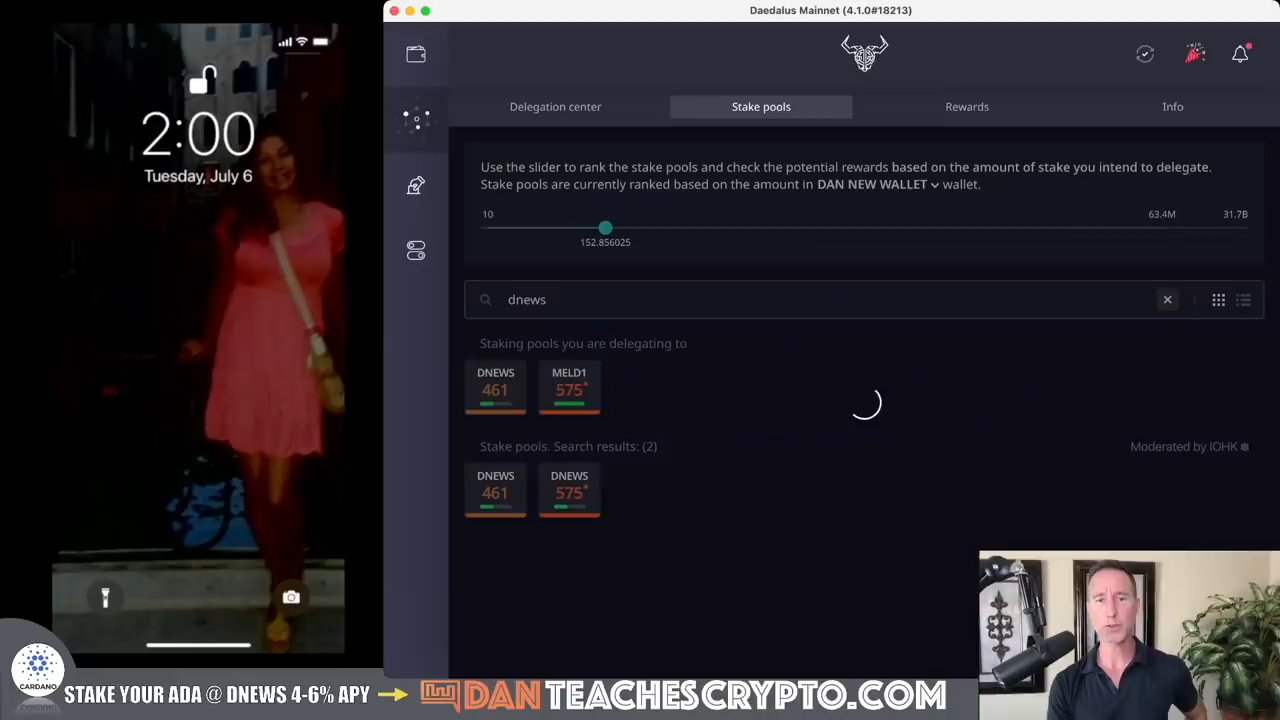 2:00
Tuesday, July 6
Daedalus Mainnet (4.1.0#18213)
Delegation center
Stake pools
Rewards
Info
Use the slider to rank the stake pools and check the potential rewards based on the amount of stake you intend to delegate.
Stake pools are currently ranked based on the amount in DAN NEW WALLET wallet.
10
63.4M
31.7B
152.856025
dnews
Staking pools you are delegating to
DNEWS
461
MELD1
575*
Stake pools. Search results: (2)
Moderated by IOHK
DNEWS
461
DNEWS
575*
CARDANO
STAKE YOUR ADA @ DNEWS 4-6% APY
DANTEACHESCRYPTO.COM